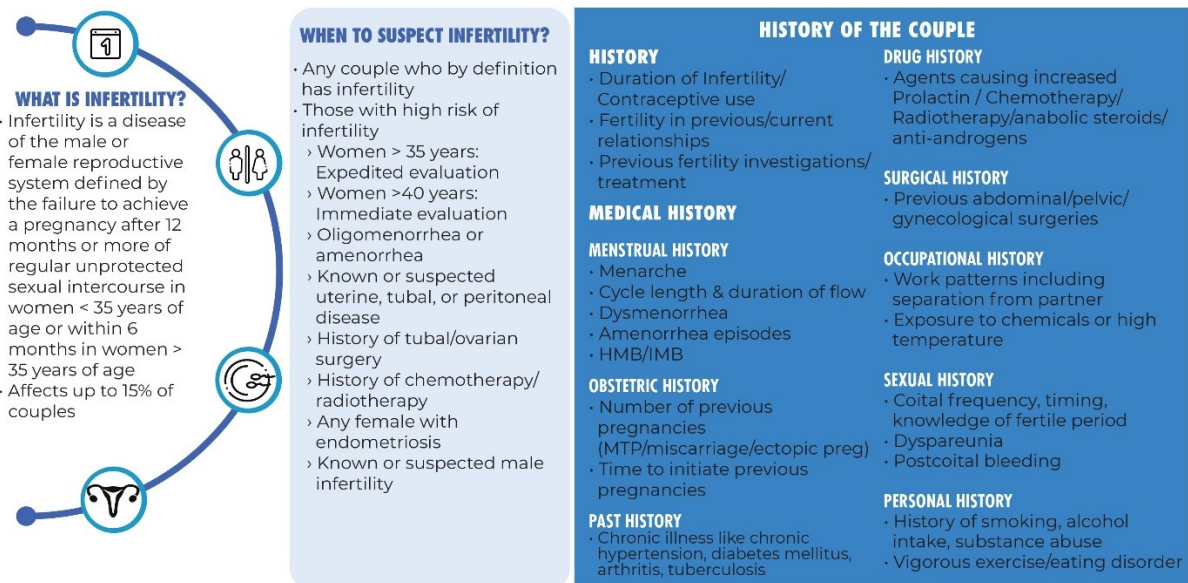 1
WHAT IS INFERTILITY?
• Infertility is a disease
of the male or
female reproductive
system defined by
the failure to achieve
a pregnancy after 12
months or more of
regular unprotected
sexual intercourse in
women < 35 years of
age or within 6
months in women >
35 years of age
• Affects up to 15% of
couples
WHEN TO SUSPECT INFERTILITY?
• Any couple who by definition
has infertility
• Those with high risk of
infertility
› Women > 35 years:
Expedited evaluation
› Women >40 years:
Immediate evaluation
› Oligomenorrhea or
amenorrhea
› Known or suspected
uterine, tubal, or peritoneal
disease
› History of tubal/ovarian
surgery
› History of chemotherapy/
radiotherapy
› Any female with
endometriosis
› Known or suspected male
infertility
HISTORY OF THE COUPLE
HISTORY
• Duration of Infertility/
Contraceptive use
• Fertility in previous/current
relationships
• Previous fertility investigations/
treatment
MEDICAL HISTORY
MENSTRUAL HISTORY
• Menarche
• Cycle length & duration of flow
• Dysmenorrhea
• Amenorrhea episodes
• HMB/IMB
OBSTETRIC HISTORY
• Number of previous
pregnancies
(MTP/miscarriage/ectopic preg)
• Time to initiate previous
pregnancies
PAST HISTORY
• Chronic illness like chronic
hypertension, diabetes mellitus,
arthritis, tuberculosis
DRUG HISTORY
• Agents causing increased
Prolactin / Chemotherapy/
Radiotherapy/anabolic steroids/
anti-androgens
SURGICAL HISTORY
• Previous abdominal/pelvic/
gynecological surgeries
OCCUPATIONAL HISTORY
• Work patterns including
separation from partner
• Exposure to chemicals or high
temperature
SEXUAL HISTORY
• Coital frequency, timing,
knowledge of fertile period
• Dyspareunia
• Postcoital bleeding
PERSONAL HISTORY
• History of smoking, alcohol
intake, substance abuse
• Vigorous exercise/eating disorder